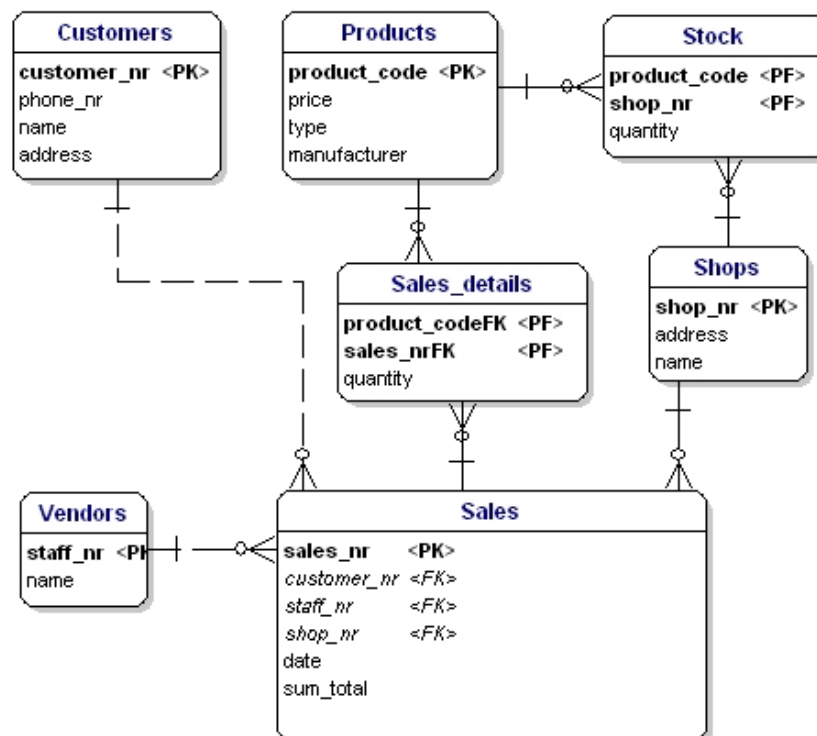 Customers
customer_nr <PK>
phone_nr
name
address
Products
product_code <PK>
price
type
manufacturer
Stock
product_code <PF>
shop_nr <PF>
quantity
Sales_details
product_codeFK <PF>
sales_nrFK <PF>
quantity
Shops
shop_nr <PK>
address
name
Vendors
staff_nr <PK
name
Sales
sales_nr <PK>
customer_nr <FK>
staff_nr <FK>
shop_nr <FK>
date
sum_total